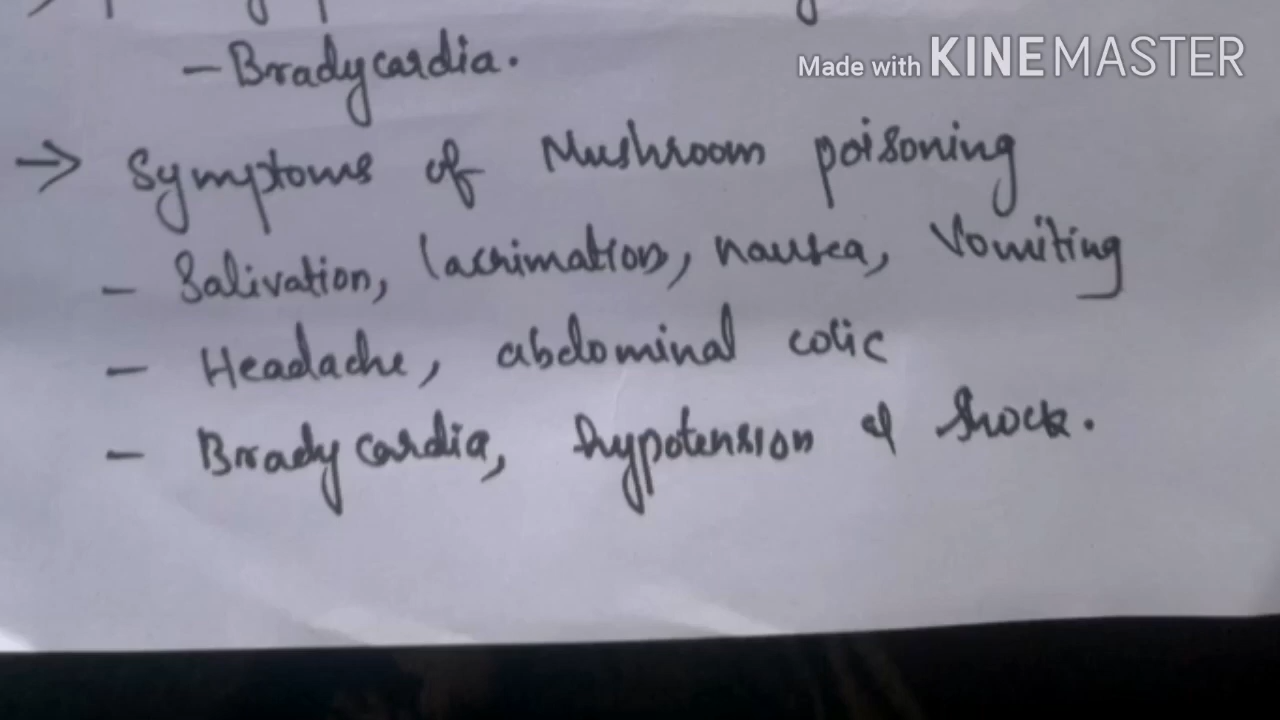 - Bradycardia.
Made with KINEMASTER
→ Symptoms of Mushroom poisoning
- Salivation, lacrimation, nausea, Vomiting
- Headache, abdominal colic
- Bradycardia, hypotension & shock.